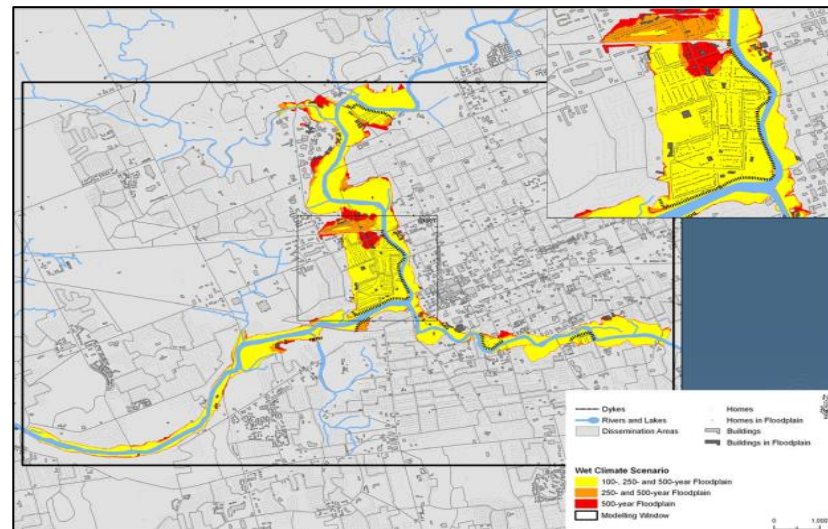 Dykes
Rivers and Lakes
Dissemination Areas
Homes
Homes in Floodplain
Buildings
Buildings in Floodplain
Wet Climate Scenario
100-, 250- and 500-year Floodplain
250- and 500-year Floodplain
500-year Floodplain
Modelling Window
0
1,000